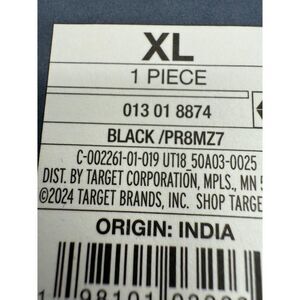 XL
1 PIECE
013 01 8874
BLACK /PR8MZ7
C-002261-01-019 UT18 50A03-0025
DIST. BY TARGET CORPORATION, MPLS., MN
©2024 TARGET BRANDS, INC. SHOP TARGE
ORIGIN: INDIA